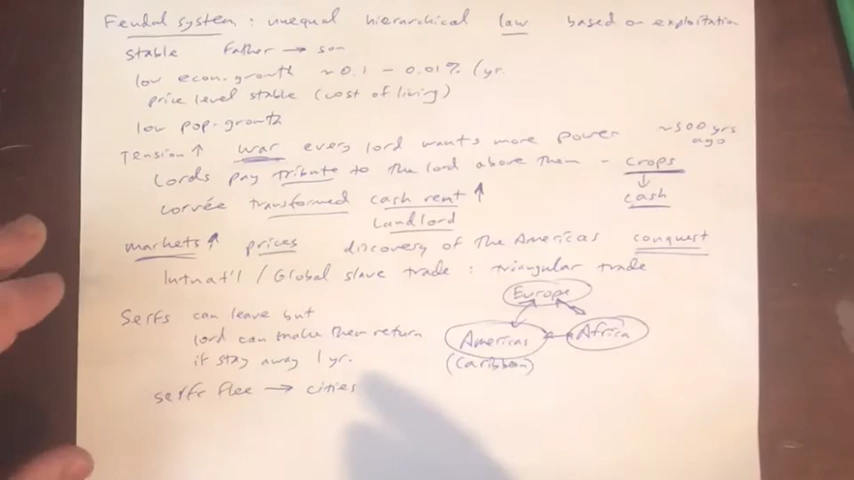 Feudal system : unequal hierarchical law based on exploitation
stable Father → son
low econ. growth ~0.1 - 0.01% /yr.
price level stable (cost of living)
low pop. growth
Tension ↑ war every lord wants more power ~500 yrs ago
Lords pay tribute to the lord above them - crops
↓
corvée transformed cash rent ↑ cash
Landlord
markets ↑ prices discovery of the Americas conquest
Intnat'l / Global slave trade : triangular trade
Europe
Serfs can leave but
lord can make them return Americas Africa
if stay away 1 yr. (Caribbean)
serfs flee → cities